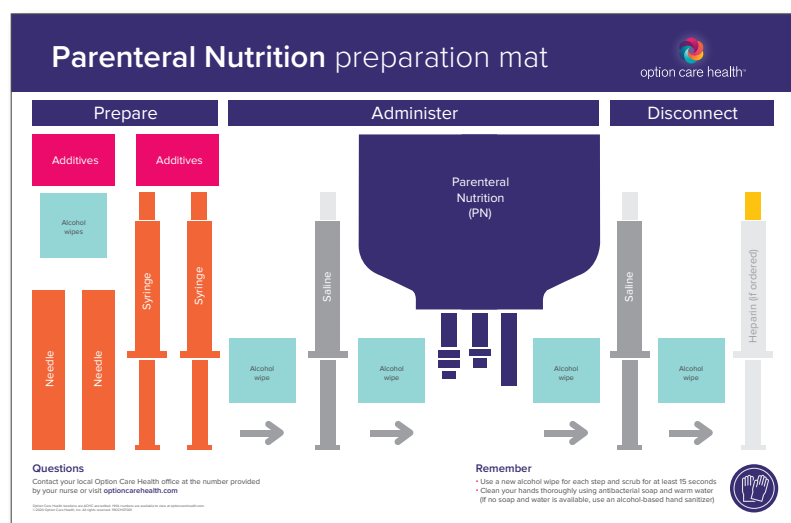 Parenteral Nutrition preparation mat
option care health
Prepare
Administer
Disconnect
Additives
Additives
Alcohol
wipes
Needle
Needle
Syringe
Syringe
Alcohol
wipe
Saline
Alcohol
wipe
Parenteral
Nutrition
(PN)
Alcohol
wipe
Saline
Alcohol
wipe
Heparin (if ordered)
Questions
Contact your local Option Care Health office at the number provided
by your nurse or visit optioncarehealth.com
Remember
• Use a new alcohol wipe for each step and scrub for at least 15 seconds
• Clean your hands thoroughly using antibacterial soap and warm water
(If no soap and water is available, use an alcohol-based hand sanitizer)